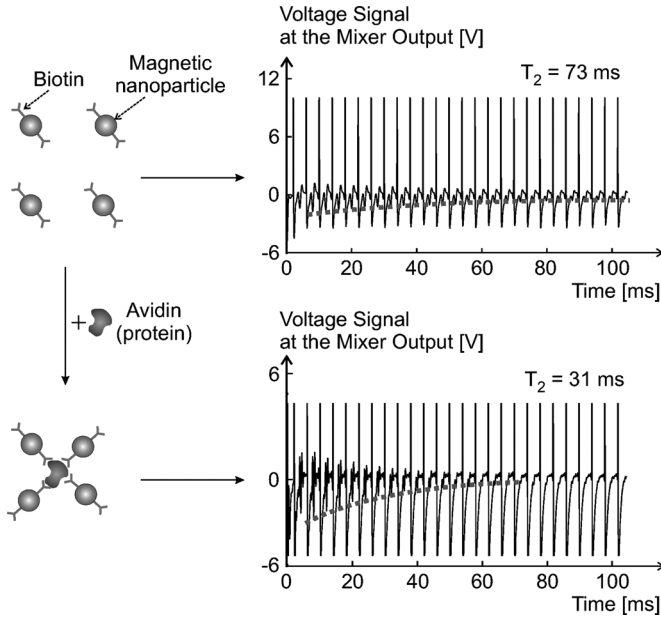 Biotin
Magnetic
nanoparticle
Voltage Signal
at the Mixer Output [V]
T2 = 73 ms
12
6
0
-6
0 20 40 60 80 100
Time [ms]
+
Avidin
(protein)
Voltage Signal
at the Mixer Output [V]
T2 = 31 ms
6
0
-6
0 20 40 60 80 100
Time [ms]